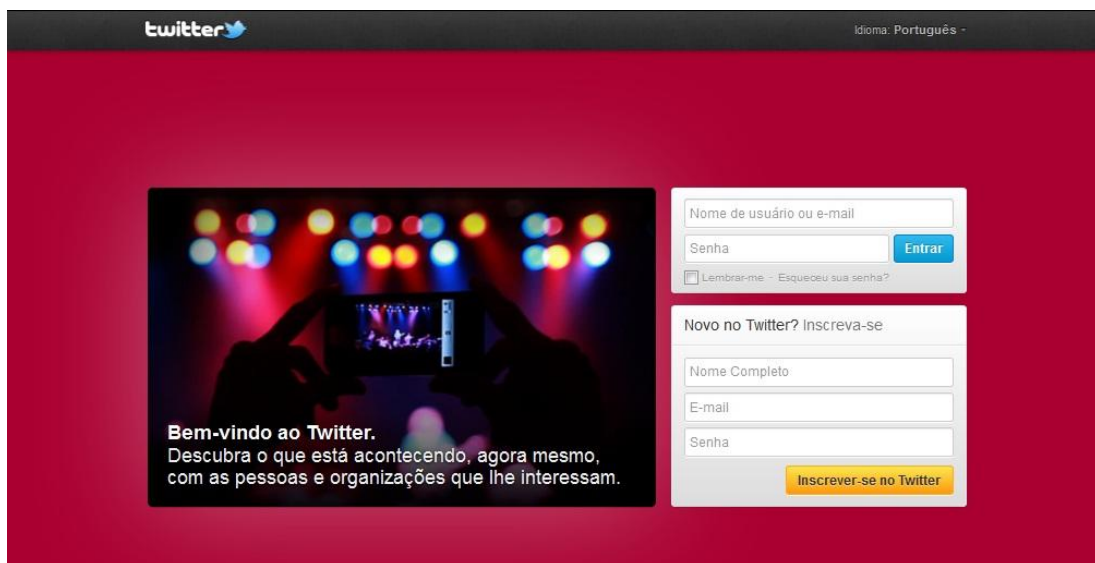 twitter
Idioma: Português
Nome de usuário ou e-mail
Senha
Entrar
Lembrar-me · Esqueceu sua senha?
Novo no Twitter? Inscreva-se
Nome Completo
E-mail
Senha
Inscrever-se no Twitter
Bem-vindo ao Twitter.
Descubra o que está acontecendo, agora mesmo,
com as pessoas e organizações que lhe interessam.